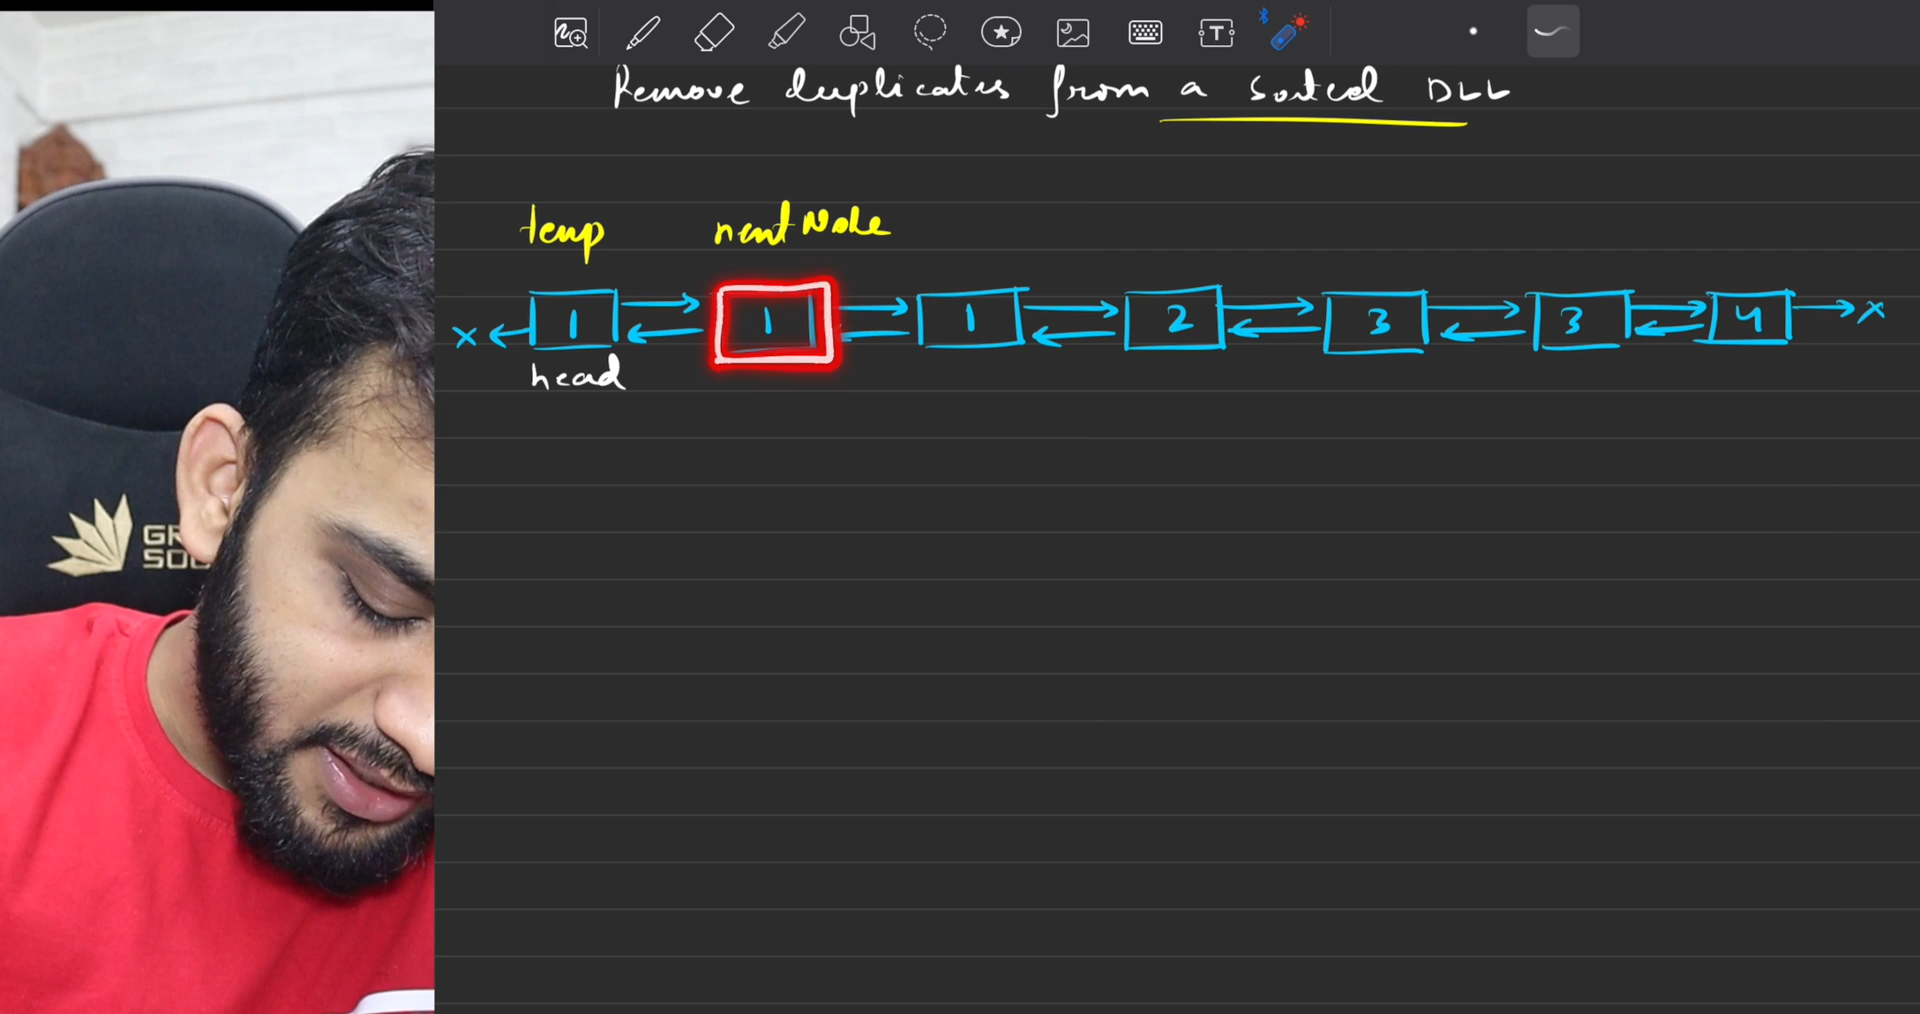 Remove duplicates from a sorted DLL
temp nextNode
x 1 1 1 2 3 3 4 x
head
T